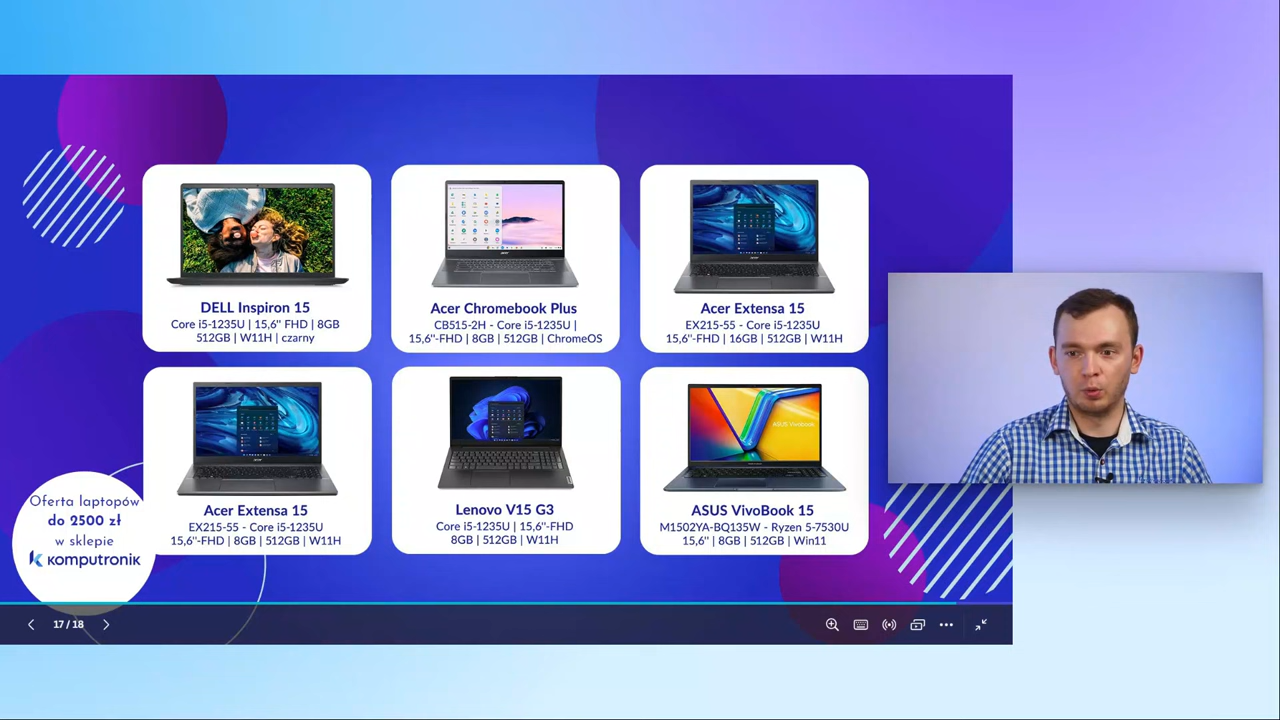 DELL Inspiron 15
Core i5-1235U | 15,6" FHD | 8GB
512GB | W11H | czarny
Acer Chromebook Plus
CB515-2H - Core i5-1235U |
15,6"-FHD | 8GB | 512GB | ChromeOS
Acer Extensa 15
EX215-55 - Core i5-1235U
15,6"-FHD | 16GB | 512GB | W11H
Acer Extensa 15
EX215-55 - Core i5-1235U
15,6"-FHD | 8GB | 512GB | W11H
Lenovo V15 G3
Core i5-1235U | 15,6"-FHD
8GB | 512GB | W11H
ASUS Vivobook
ASUS VivoBook 15
M1502YA-BQ135W - Ryzen 5-7530U
15,6" | 8GB | 512GB | Win11
Oferta laptopów
do 2500 zł
w sklepie
komputronik
17 / 18